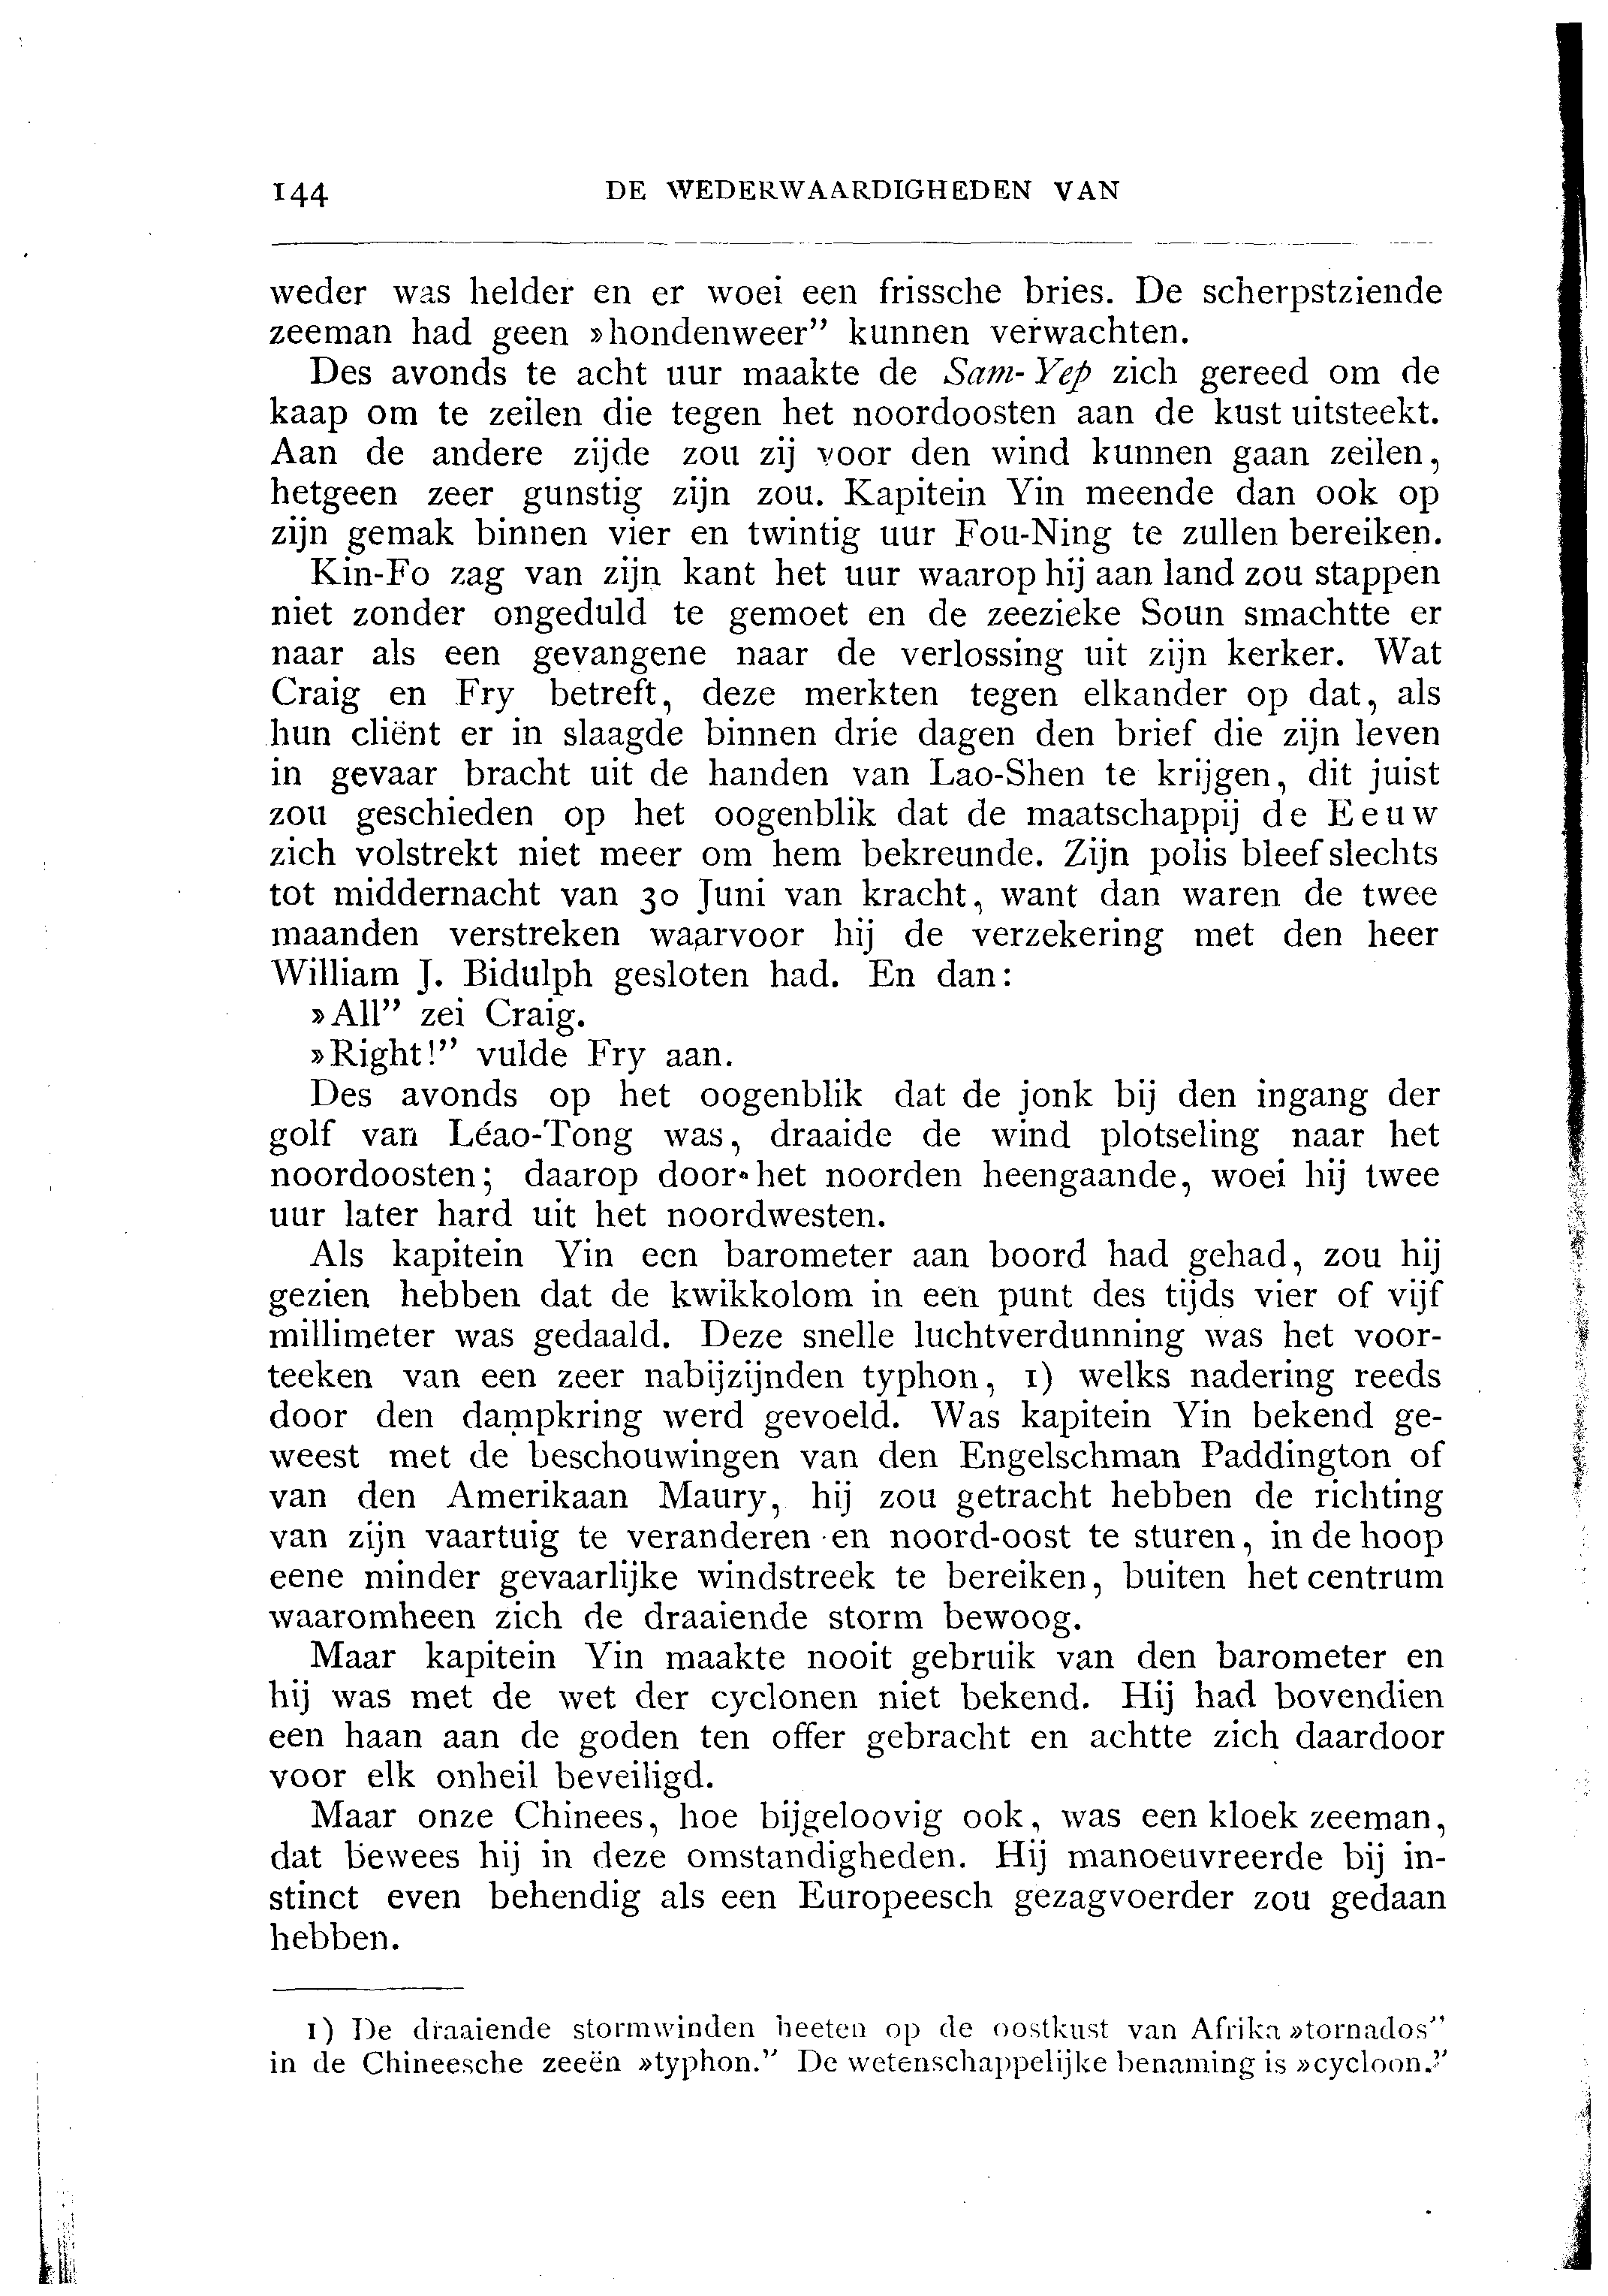 144 DE WEDERWAARDIGHEDEN VAN
weder was helder en er woei een frissche bries. De scherpstziende
zeeman had geen »hondenweer” kunnen verwachten.
Des avonds te acht uur maakte de Sam-Yep zich gereed om de
kaap om te zeilen die tegen het noordoosten aan de kust uitsteekt.
Aan de andere zijde zou zij voor den wind kunnen gaan zeilen,
hetgeen zeer gunstig zijn zou. Kapitein Yin meende dan ook op
zijn gemak binnen vier en twintig uur Fou-Ning te zullen bereiken.
Kin-Fo zag van zijn kant het uur waarop hij aan land zou stappen
niet zonder ongeduld te gemoet en de zeezieke Soun smachtte er
naar als een gevangene naar de verlossing uit zijn kerker. Wat
Craig en Fry betreft, deze merkten tegen elkander op dat, als
hun cliënt er in slaagde binnen drie dagen den brief die zijn leven
in gevaar bracht uit de handen van Lao-Shen te krijgen, dit juist
zou geschieden op het oogenblik dat de maatschappij de Eeuw
zich volstrekt niet meer om hem bekreunde. Zijn polis bleef slechts
tot middernacht van 30 Juni van kracht, want dan waren de twee
maanden verstreken waarvoor hij de verzekering met den heer
William J. Bidulph gesloten had. En dan:
»All” zei Craig.
»Right!” vulde Fry aan.
Des avonds op het oogenblik dat de jonk bij den ingang der
golf van Léao-Tong was, draaide de wind plotseling naar het
noordoosten; daarop door het noorden heengaande, woei hij twee
uur later hard uit het noordwesten.
Als kapitein Yin een barometer aan boord had gehad, zou hij
gezien hebben dat de kwikkolom in een punt des tijds vier of vijf
millimeter was gedaald. Deze snelle luchtverdunning was het voor-
teeken van een zeer nabijzijnden typhon, 1) welks nadering reeds
door den dampkring werd gevoeld. Was kapitein Yin bekend ge-
weest met de beschouwingen van den Engelschman Paddington of
van den Amerikaan Maury, hij zou getracht hebben de richting
van zijn vaartuig te veranderen en noord-oost te sturen, in de hoop
eene minder gevaarlijke windstreek te bereiken, buiten het centrum
waaromheen zich de draaiende storm bewoog.
Maar kapitein Yin maakte nooit gebruik van den barometer en
hij was met de wet der cyclonen niet bekend. Hij had bovendien
een haan aan de goden ten offer gebracht en achtte zich daardoor
voor elk onheil beveiligd.
Maar onze Chinees, hoe bijgeloovig ook, was een kloek zeeman,
dat bewees hij in deze omstandigheden. Hij manoeuvreerde bij in-
stinct even behendig als een Europeesch gezagvoerder zou gedaan
hebben.
1) De draaiende stormwinden heeten op de oostkust van Afrika »tornados”
in de Chineesche zeeën »typhon.” De wetenschappelijke benaming is »cycloon.”